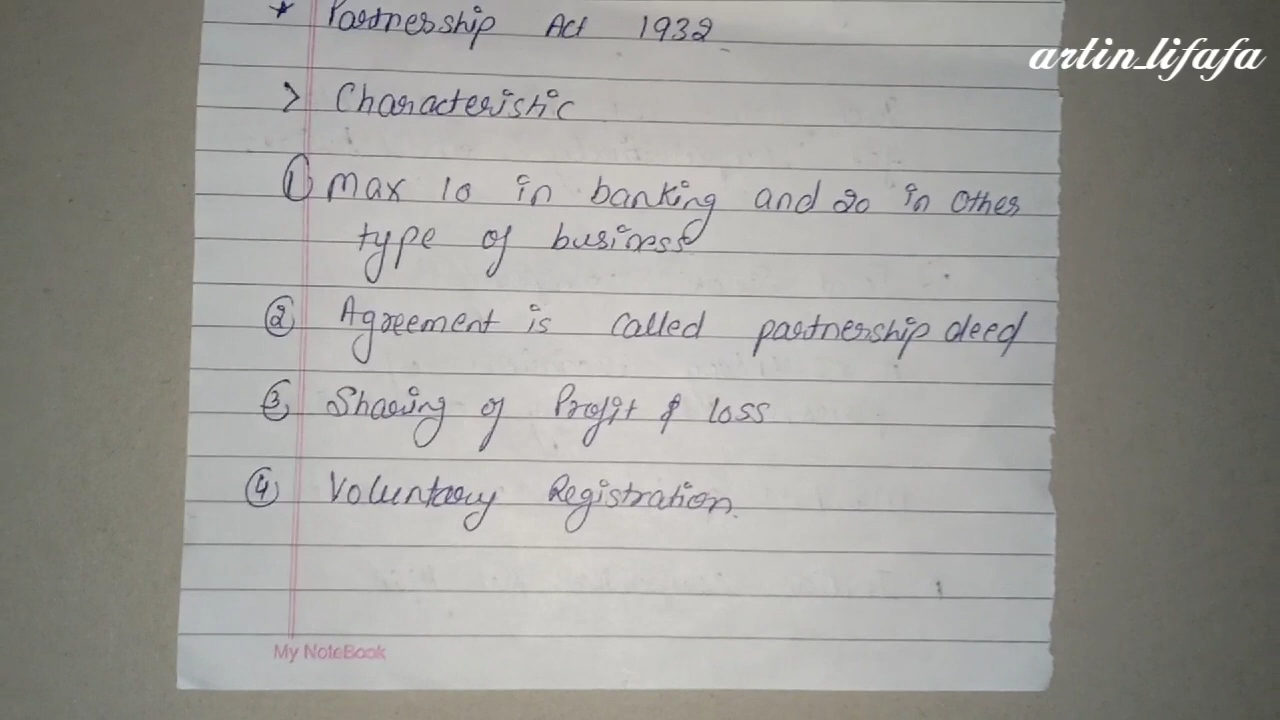 * Partnership Act 1932
artin_lifafa
> Characteristic
① Max 10 in banking and 20 in other
type of business
② Agreement is called partnership deed
③ Sharing of Profit & loss
④ Voluntary Registration.
My NoteBook